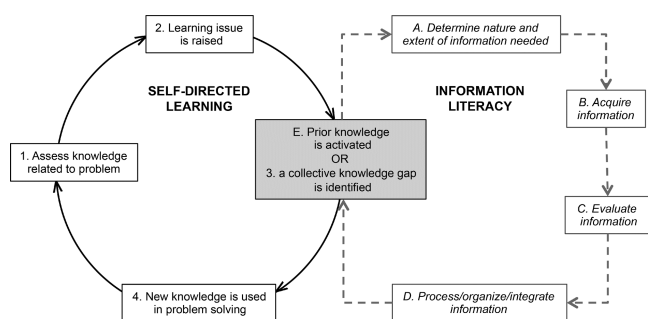 2. Learning issue
is raised
A. Determine nature and
extent of information needed
SELF-DIRECTED
LEARNING
INFORMATION
LITERACY
B. Acquire
information
E. Prior knowledge
is activated
OR
3. a collective knowledge gap
is identified
1. Assess knowledge
related to problem
C. Evaluate
information
4. New knowledge is used
in problem solving
D. Process/organize/integrate
information